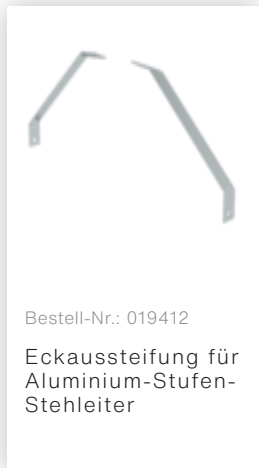 Bestell-Nr.: 019412
Eckaussteifung für
Aluminium-Stufen-
Stehleiter